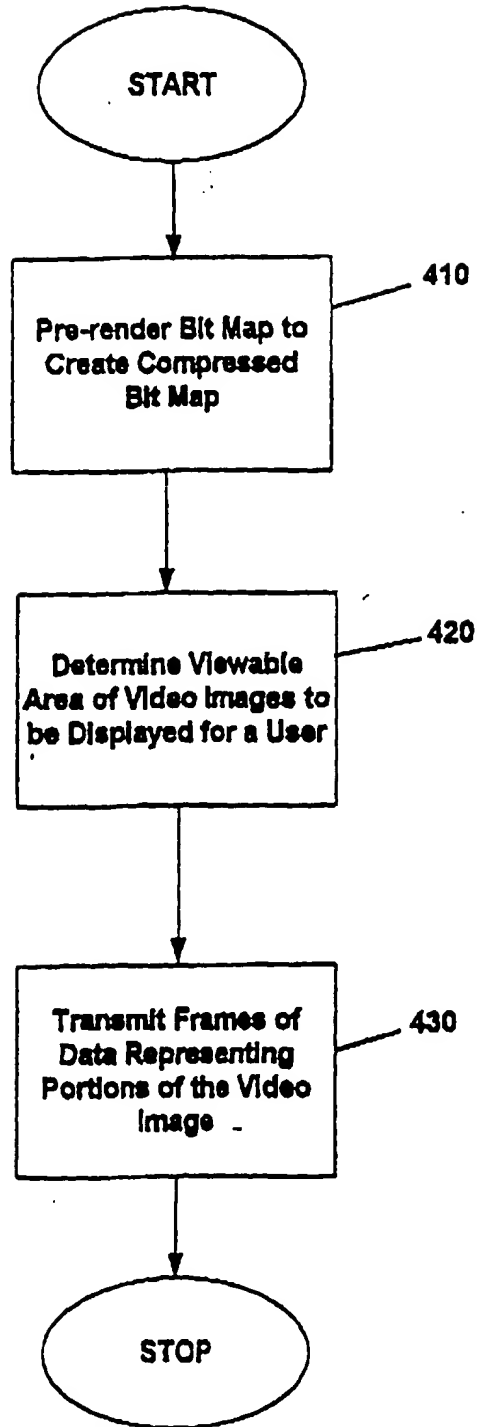 START
410
Pre-render Bit Map to
Create Compressed
Bit Map
420
Determine Viewable
Area of Video Images to
be Displayed for a User
430
Transmit Frames of
Data Representing
Portions of the Video
Image
STOP